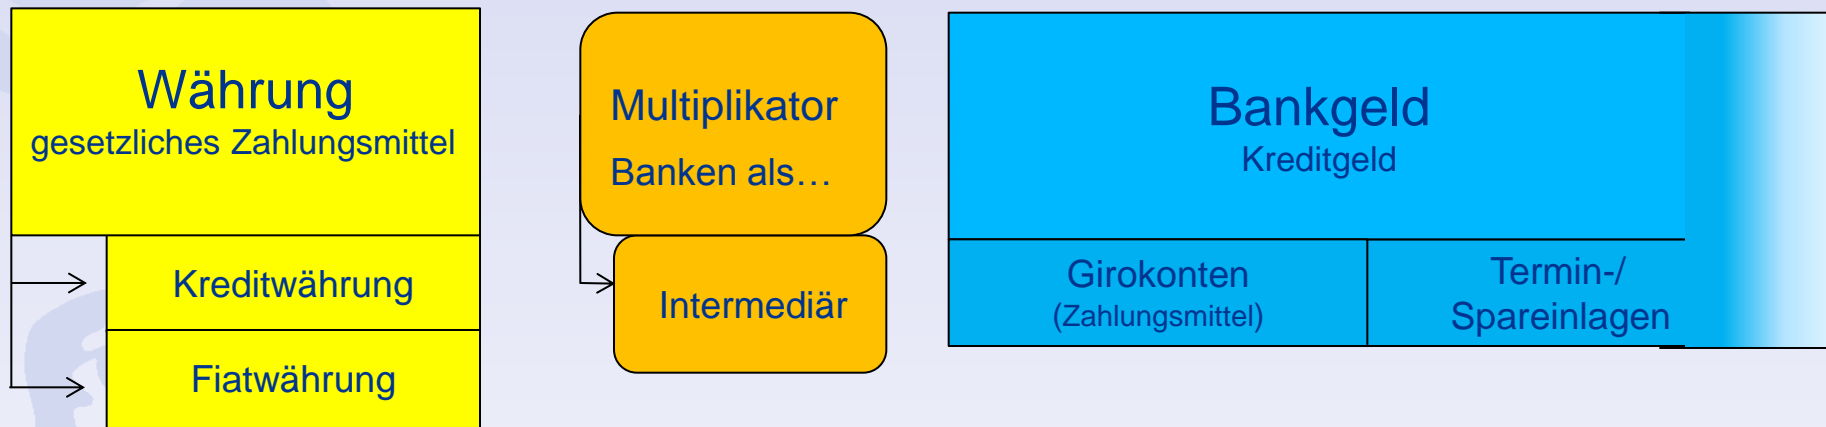 Währung
gesetzliches Zahlungsmittel
Kreditwährung
Fiatwährung
Multiplikator
Banken als…
Intermediär
Bankgeld
Kreditgeld
Girokonten
(Zahlungsmittel)
Termin-/
Spareinlagen